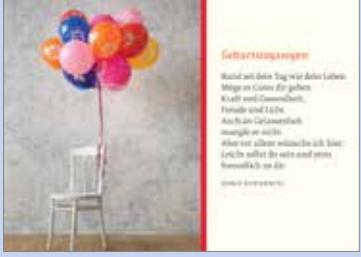 Geburtstagssegen
Rund sei dein Tag wie dein Leben
Möge es Gutes dir geben
Kraft und Gesundheit,
Freude und Licht
Auch an Gelassenheit
mangle es nicht
Aber vor allem wünsche ich hier:
Leicht sollst du sein und stets
freundlich zu dir